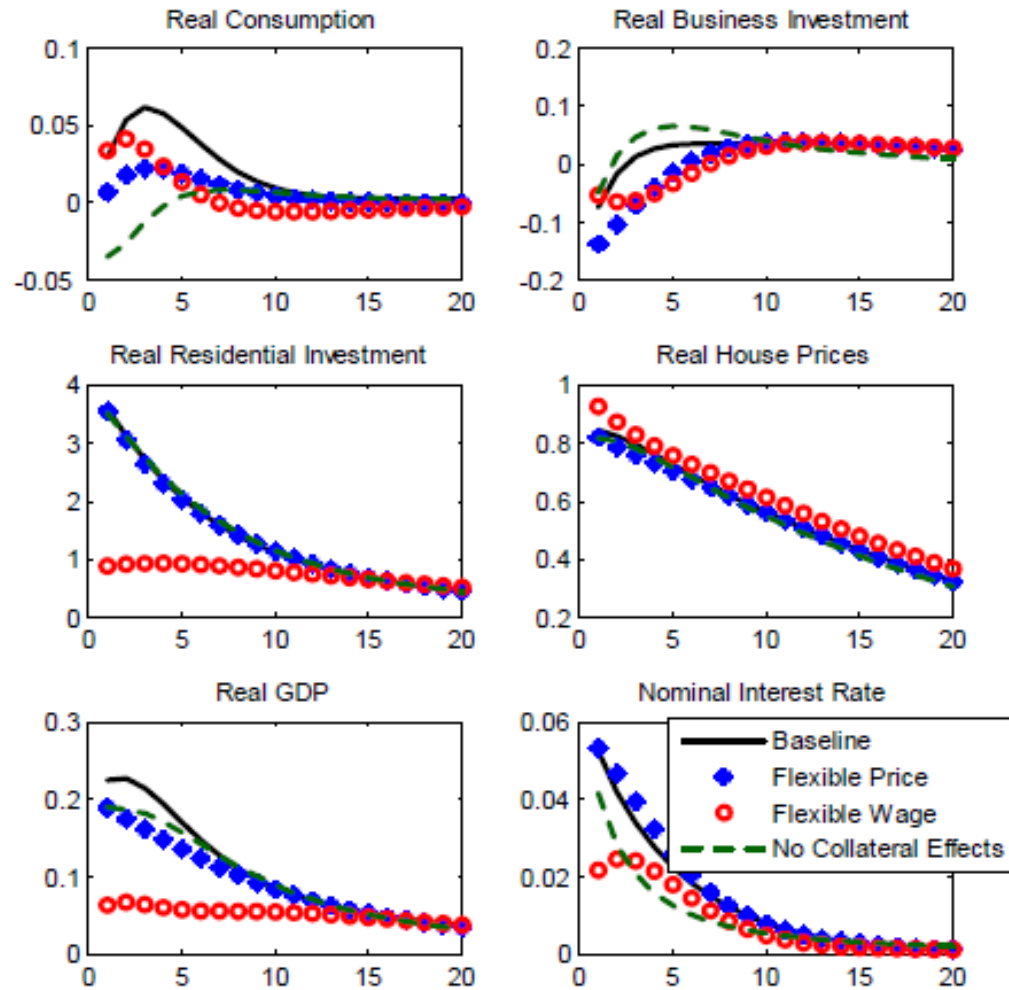 Real Consumption
0.1
0.05
0
-0.05
0 5 10 15 20
Real Business Investment
0.2
0.1
0
-0.1
-0.2
0 5 10 15 20
Real Residential Investment
4
3
2
1
0
0 5 10 15 20
Real House Prices
1
0.8
0.6
0.4
0.2
0 5 10 15 20
Real GDP
0.3
0.2
0.1
0
0 5 10 15 20
Nominal Interest Rate
0.06
0.04
0.02
0
0 5 10 15 20
Baseline
Flexible Price
Flexible Wage
No Collateral Effects